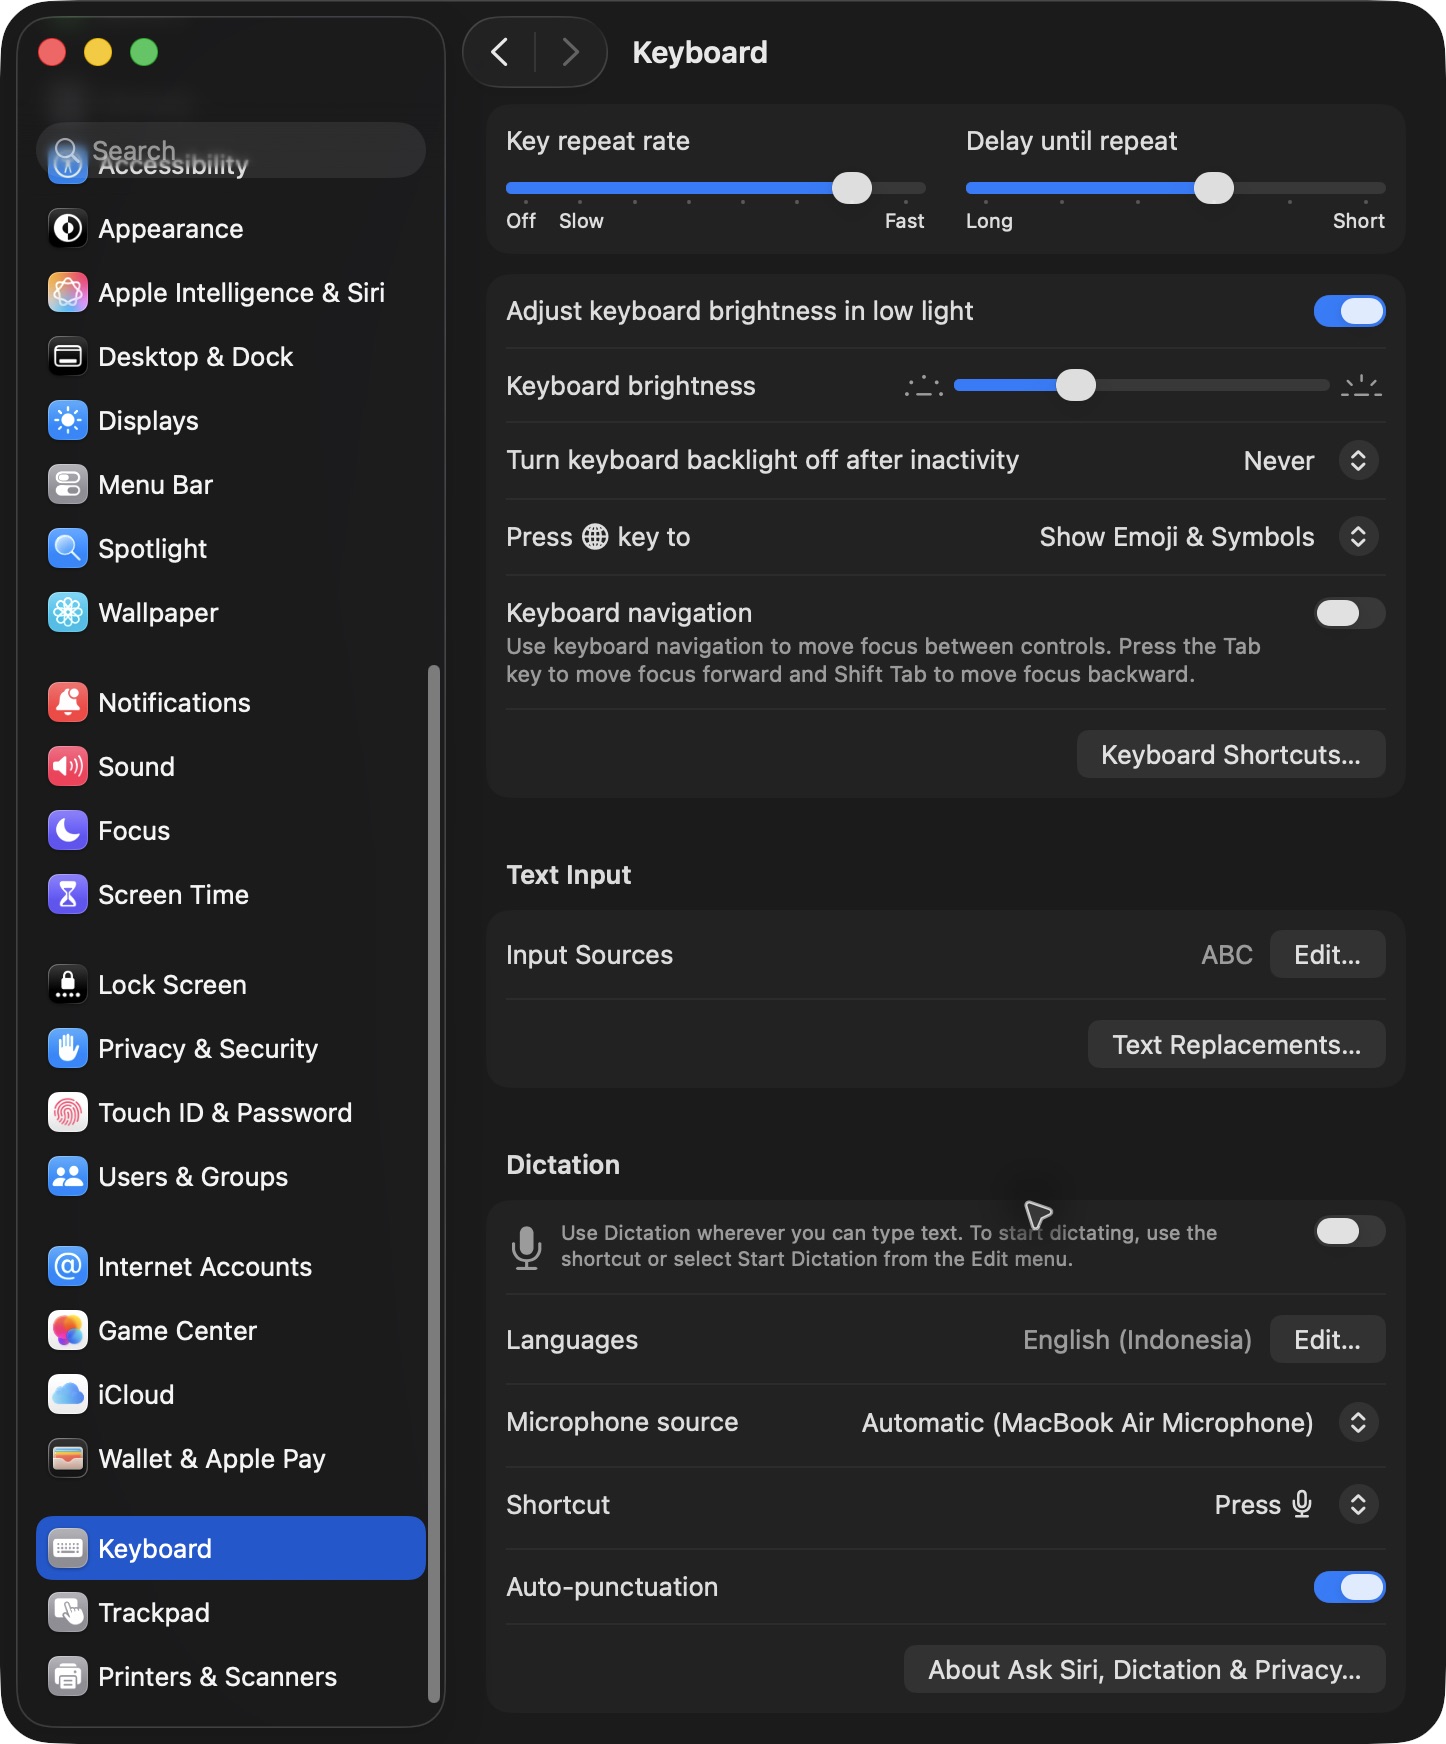 Search
Accessibility
Appearance
Apple Intelligence & Siri
Desktop & Dock
Displays
Menu Bar
Spotlight
Wallpaper
Notifications
Sound
Focus
Screen Time
Lock Screen
Privacy & Security
Touch ID & Password
Users & Groups
Internet Accounts
Game Center
iCloud
Wallet & Apple Pay
Keyboard
Trackpad
Printers & Scanners
Keyboard
Key repeat rate
Off Slow Fast
Delay until repeat
Long Short
Adjust keyboard brightness in low light
Keyboard brightness
Turn keyboard backlight off after inactivity Never
Press 🌐 key to Show Emoji & Symbols
Keyboard navigation
Use keyboard navigation to move focus between controls. Press the Tab
key to move focus forward and Shift Tab to move focus backward.
Keyboard Shortcuts...
Text Input
Input Sources ABC Edit...
Text Replacements...
Dictation
Use Dictation wherever you can type text. To start dictating, use the
shortcut or select Start Dictation from the Edit menu.
Languages English (Indonesia) Edit...
Microphone source Automatic (MacBook Air Microphone)
Shortcut Press
Auto-punctuation
About Ask Siri, Dictation & Privacy...